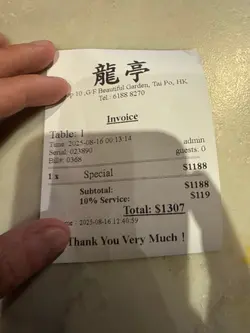 龍亭
p 10 ,G/F Beautiful Garden, Tai Po, HK
Tel : 6188 8270
Invoice
Table: 1
Time: 2025-08-16 00:13:14 admin
Serial: 023890 guests: 0
Bill#: 0368
1 x Special $1188
Subtotal: $1188
10% Service: $119
Total: $1307
2025-08-16 12:40:59
Thank You Very Much !